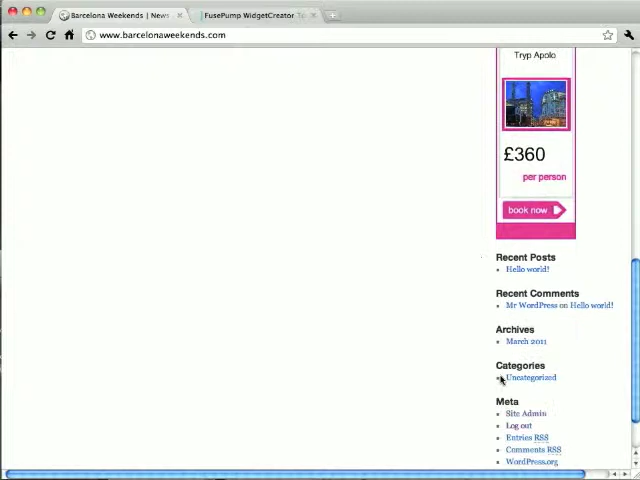 Barcelona Weekends | News
FusePump WidgetCreator
www.barcelonaweekends.com
Tryp Apolo
£360
per person
book now
Recent Posts
Hello world!
Recent Comments
Mr WordPress on Hello world!
Archives
March 2011
Categories
Uncategorized
Meta
Site Admin
Log out
Entries RSS
Comments RSS
WordPress.org